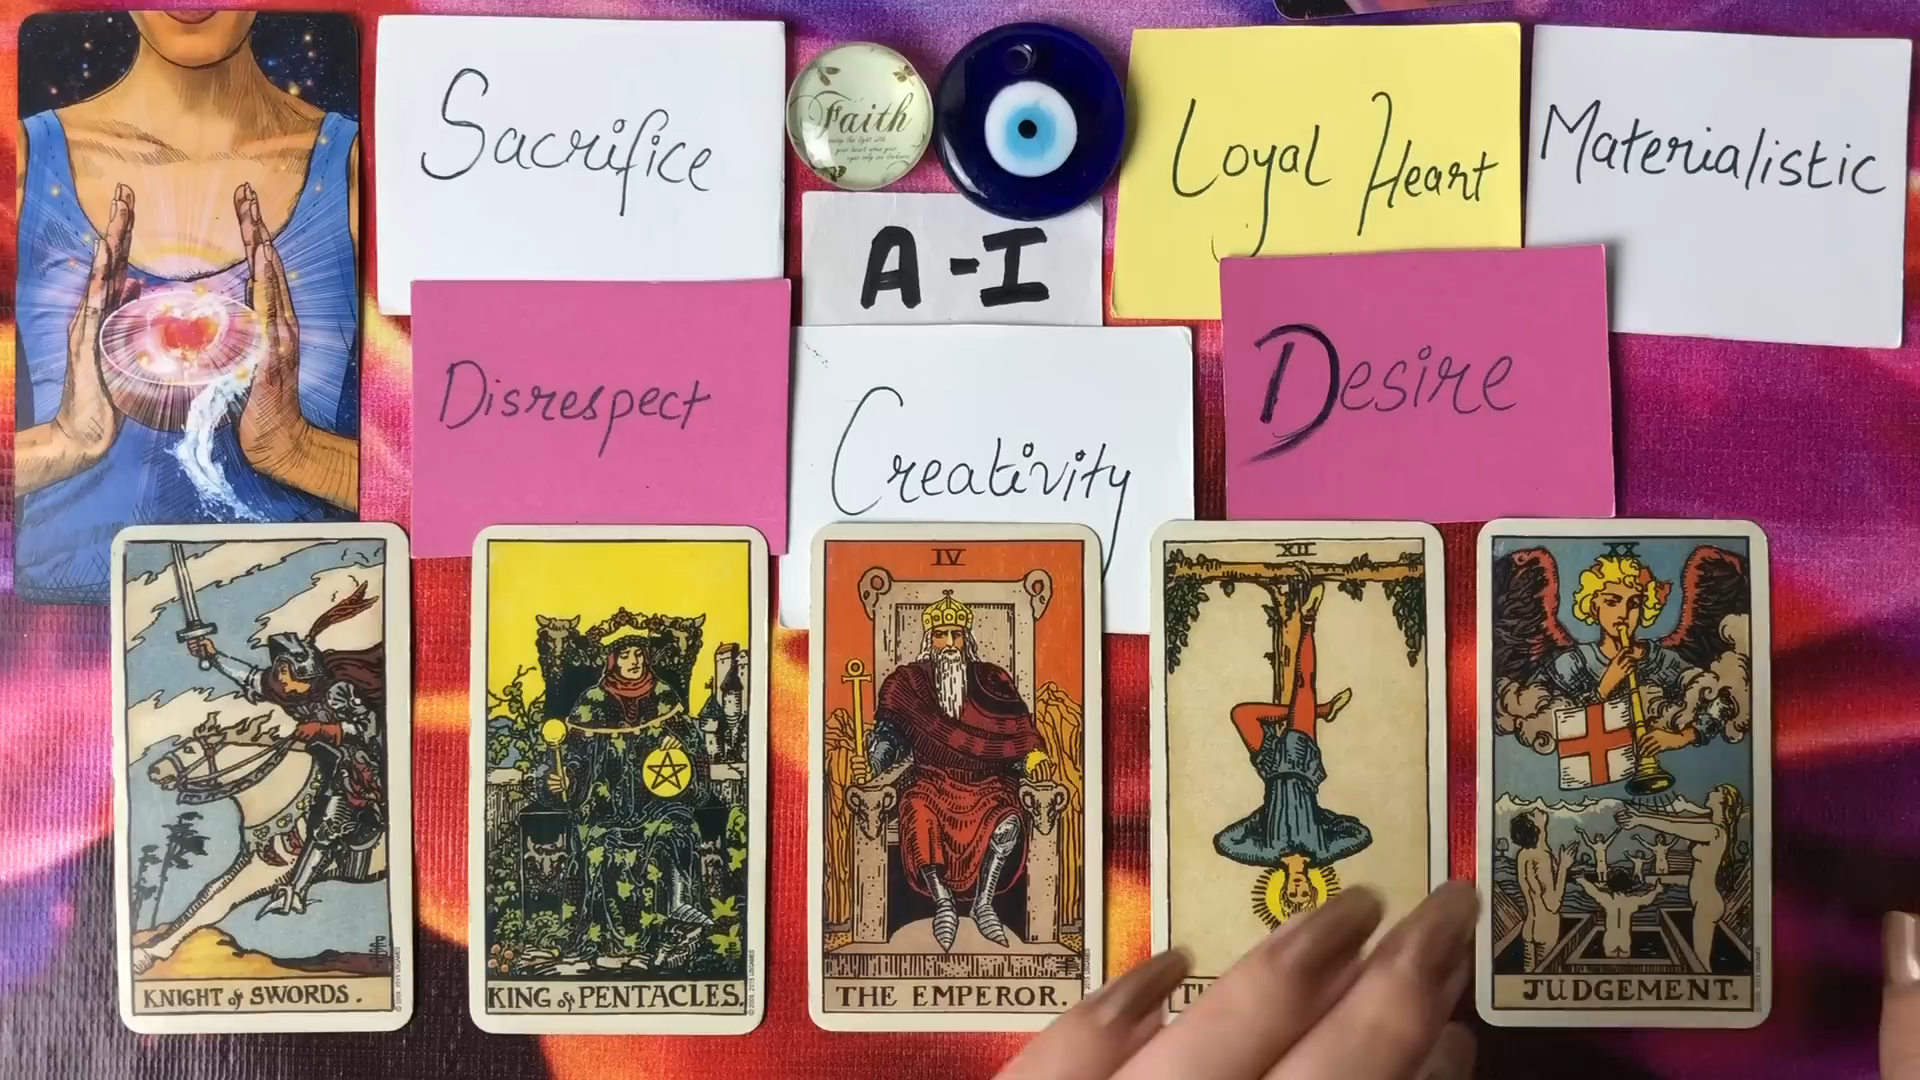 Sacrifice
Faith
Loyal Heart
Materialistic
A-I
Disrespect
Creativity
Desire
IV
XII
XX
KNIGHT of SWORDS.
KING of PENTACLES.
THE EMPEROR.
JUDGEMENT.